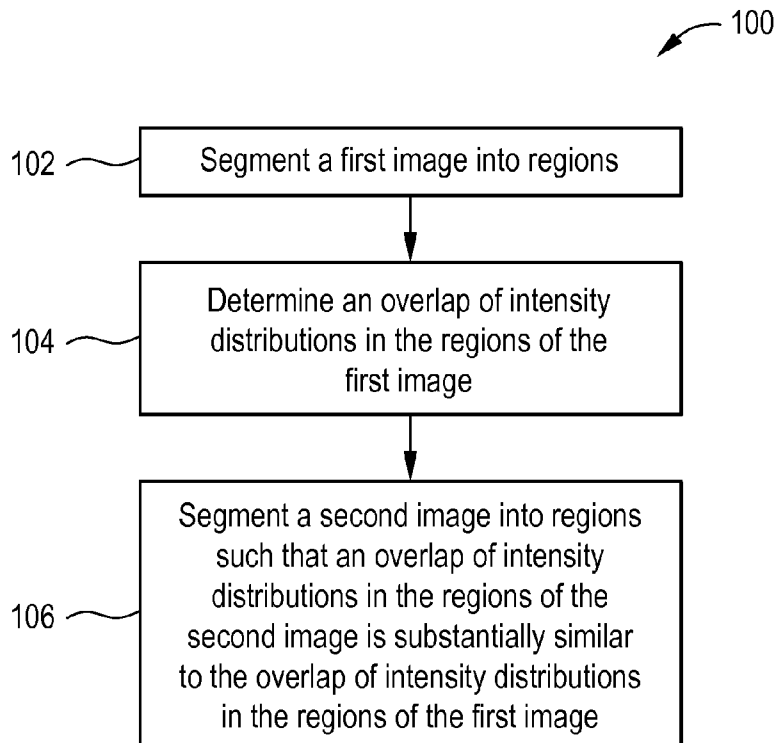 100
102
Segment a first image into regions
104
Determine an overlap of intensity
distributions in the regions of the
first image
106
Segment a second image into regions
such that an overlap of intensity
distributions in the regions of the
second image is substantially similar
to the overlap of intensity distributions
in the regions of the first image